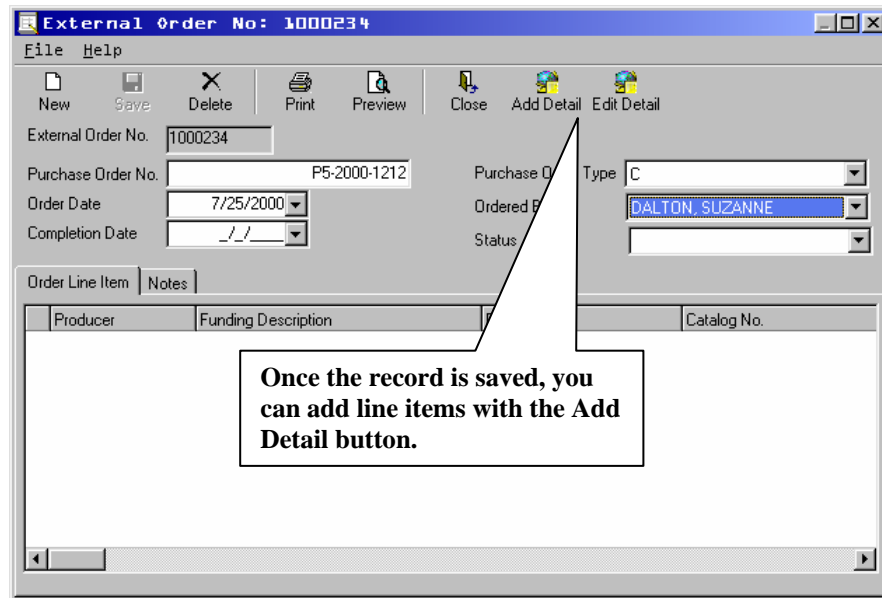 External Order No: 1000234
File Help
New Save Delete Print Preview Close Add Detail Edit Detail
External Order No. 1000234
Purchase Order No. P5-2000-1212 Purchase Type C
Order Date 7/25/2000 Ordered DALTON, SUZANNE
Completion Date _/_/___ Status
Order Line Item Notes
Producer Funding Description Catalog No.
Once the record is saved, you
can add line items with the Add
Detail button.